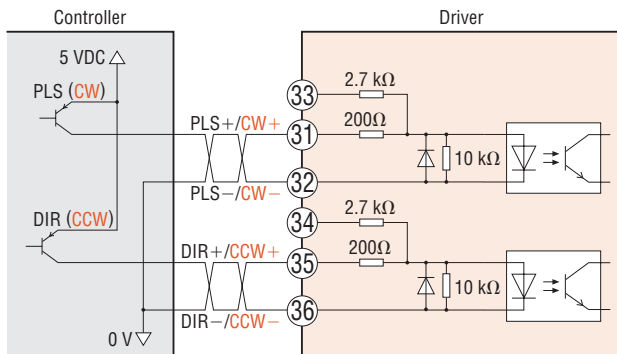 Controller
Driver
5 VDC
PLS (CW)
PLS+/CW+
PLS−/CW−
DIR (CCW)
DIR+/CCW+
DIR−/CCW−
0 V
33
2.7 kΩ
31
200Ω
10 kΩ
32
34
2.7 kΩ
35
200Ω
10 kΩ
36